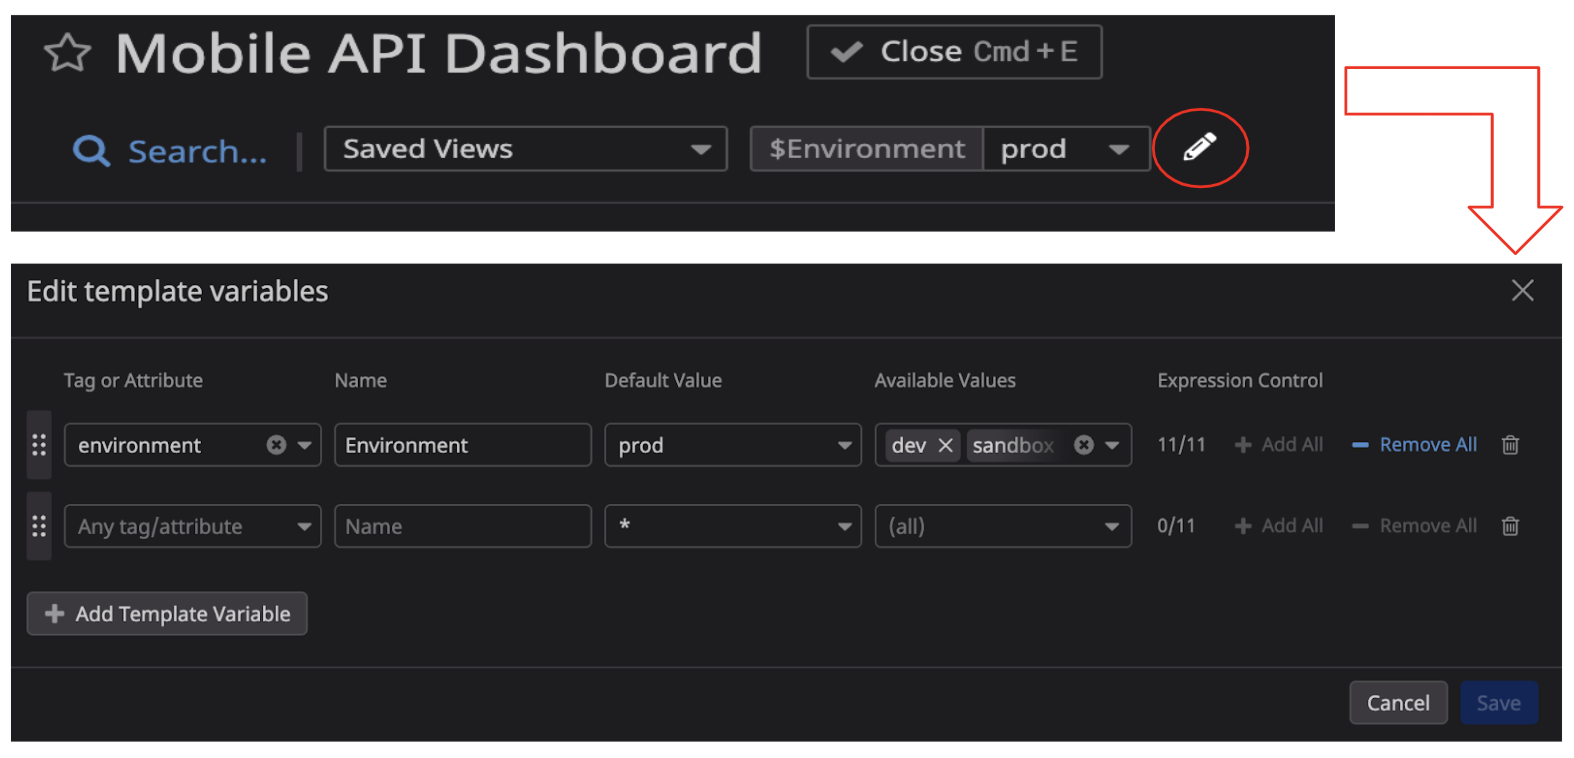 Mobile API Dashboard Close Cmd + E
Search... Saved Views $Environment prod
Edit template variables
Tag or Attribute Name Default Value Available Values Expression Control
environment Environment prod dev sandbox 11/11 Add All Remove All
Any tag/attribute Name * (all) 0/11 Add All Remove All
Add Template Variable
Cancel Save